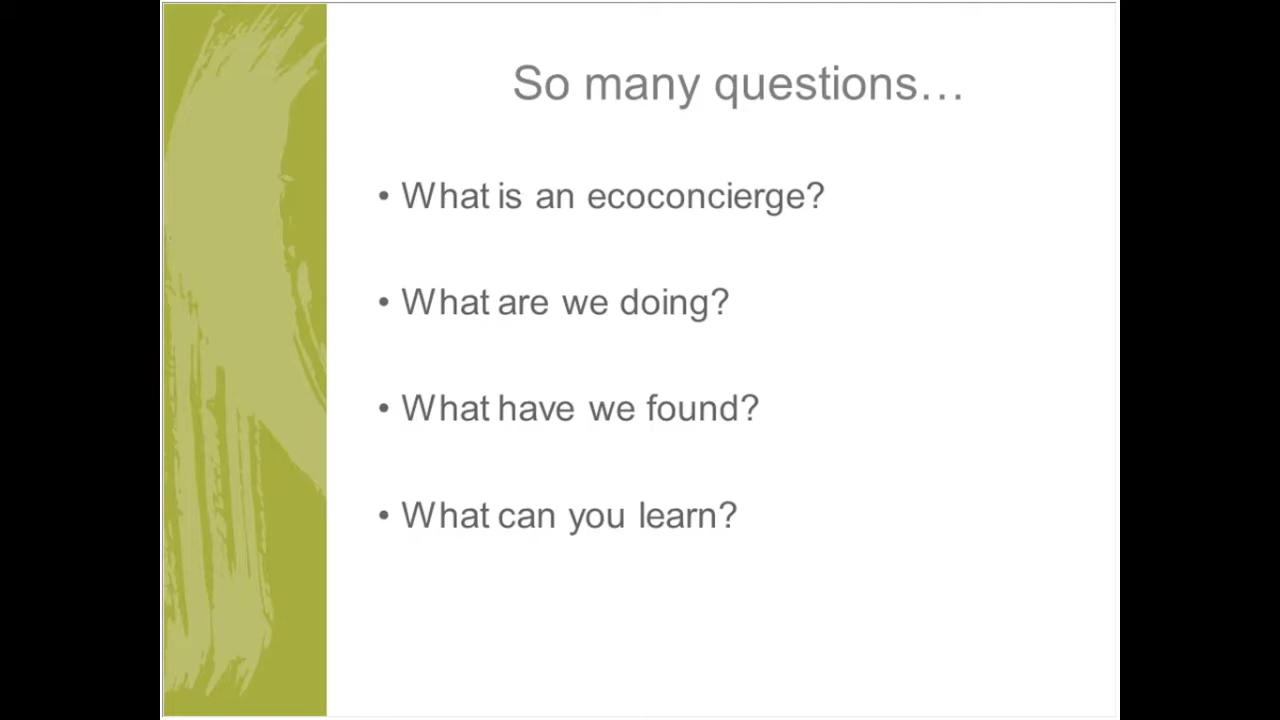 So many questions…
• What is an ecoconcierge?
• What are we doing?
• What have we found?
• What can you learn?